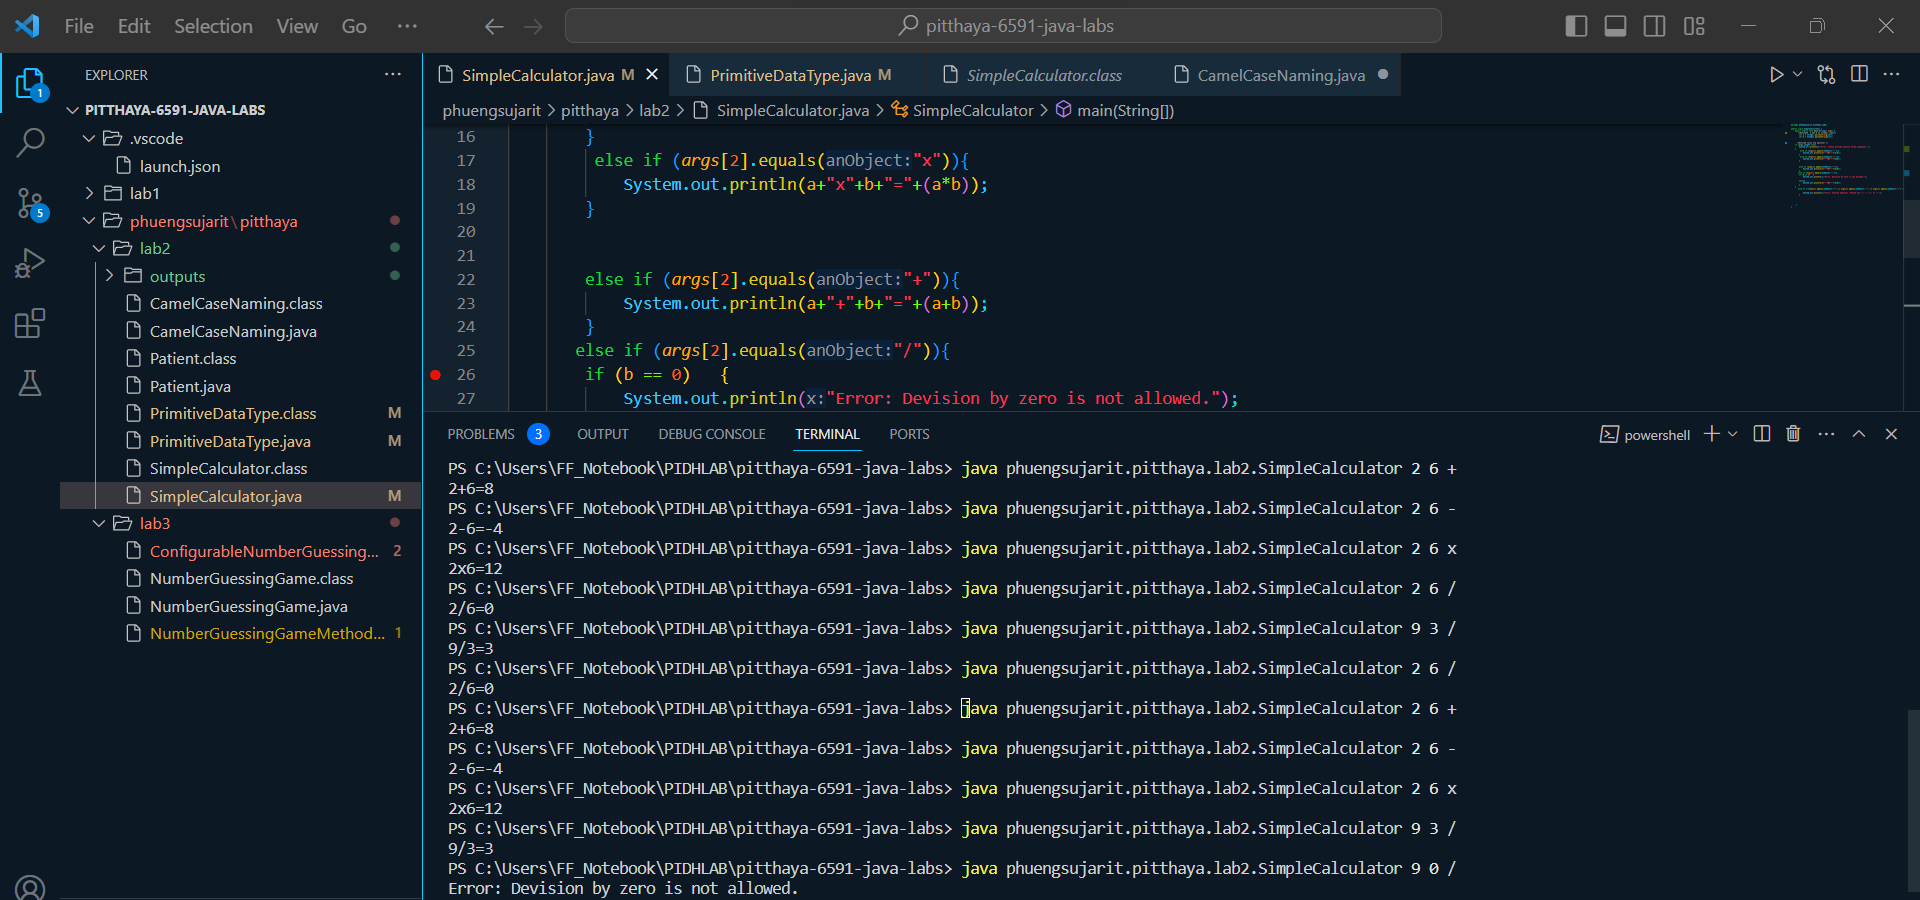 File Edit Selection View Go ...
pitthaya-6591-java-labs
EXPLORER ...
PITTHAYA-6591-JAVA-LABS
.vscode
launch.json
lab1
phuengsujarit\pitthaya
lab2
outputs
CamelCaseNaming.class
CamelCaseNaming.java
Patient.class
Patient.java
PrimitiveDataType.class M
PrimitiveDataType.java M
SimpleCalculator.class
SimpleCalculator.java M
lab3
ConfigurableNumberGuessing... 2
NumberGuessingGame.class
NumberGuessingGame.java
NumberGuessingGameMethod... 1
1
5
SimpleCalculator.java M PrimitiveDataType.java M SimpleCalculator.class CamelCaseNaming.java
phuengsujarit > pitthaya > lab2 > SimpleCalculator.java > SimpleCalculator > main(String[])
16 }
17 else if (args[2].equals(anObject:"x")){
18 System.out.println(a+"x"+b+"="+(a*b));
19 }
20
21
22 else if (args[2].equals(anObject:"+")){
23 System.out.println(a+"+"+b+"="+(a+b));
24 }
25 else if (args[2].equals(anObject:"/")){
26 if (b == 0) {
27 System.out.println(x:"Error: Devision by zero is not allowed.");
PROBLEMS 3 OUTPUT DEBUG CONSOLE TERMINAL PORTS powershell
PS C:\Users\FF_Notebook\PIDHLAB\pitthaya-6591-java-labs> java phuengsujarit.pitthaya.lab2.SimpleCalculator 2 6 +
2+6=8
PS C:\Users\FF_Notebook\PIDHLAB\pitthaya-6591-java-labs> java phuengsujarit.pitthaya.lab2.SimpleCalculator 2 6 -
2-6=-4
PS C:\Users\FF_Notebook\PIDHLAB\pitthaya-6591-java-labs> java phuengsujarit.pitthaya.lab2.SimpleCalculator 2 6 x
2x6=12
PS C:\Users\FF_Notebook\PIDHLAB\pitthaya-6591-java-labs> java phuengsujarit.pitthaya.lab2.SimpleCalculator 2 6 /
2/6=0
PS C:\Users\FF_Notebook\PIDHLAB\pitthaya-6591-java-labs> java phuengsujarit.pitthaya.lab2.SimpleCalculator 9 3 /
9/3=3
PS C:\Users\FF_Notebook\PIDHLAB\pitthaya-6591-java-labs> java phuengsujarit.pitthaya.lab2.SimpleCalculator 2 6 /
2/6=0
PS C:\Users\FF_Notebook\PIDHLAB\pitthaya-6591-java-labs> java phuengsujarit.pitthaya.lab2.SimpleCalculator 2 6 +
2+6=8
PS C:\Users\FF_Notebook\PIDHLAB\pitthaya-6591-java-labs> java phuengsujarit.pitthaya.lab2.SimpleCalculator 2 6 -
2-6=-4
PS C:\Users\FF_Notebook\PIDHLAB\pitthaya-6591-java-labs> java phuengsujarit.pitthaya.lab2.SimpleCalculator 2 6 x
2x6=12
PS C:\Users\FF_Notebook\PIDHLAB\pitthaya-6591-java-labs> java phuengsujarit.pitthaya.lab2.SimpleCalculator 9 3 /
9/3=3
PS C:\Users\FF_Notebook\PIDHLAB\pitthaya-6591-java-labs> java phuengsujarit.pitthaya.lab2.SimpleCalculator 9 0 /
Error: Devision by zero is not allowed.